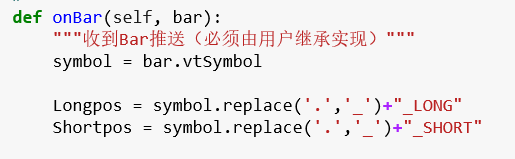 def onBar(self, bar):
"""收到Bar推送（必须由用户继承实现）"""
symbol = bar.vtSymbol
Longpos = symbol.replace('.','_')+"_LONG"
Shortpos = symbol.replace('.','_')+"_SHORT"